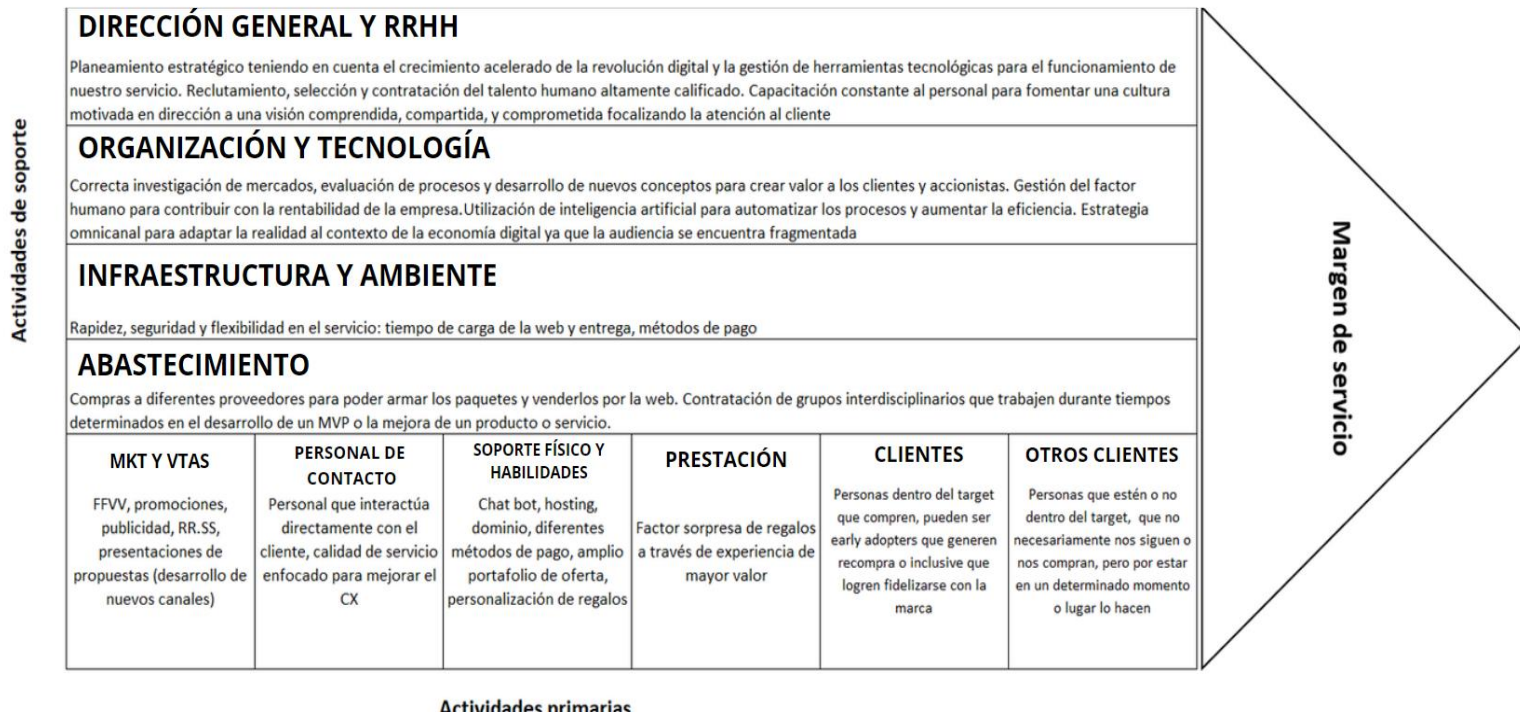 Actividades de soporte
DIRECCIÓN GENERAL Y RRHH
Planeamiento estratégico teniendo en cuenta el crecimiento acelerado de la revolución digital y la gestión de herramientas tecnológicas para el funcionamiento de
nuestro servicio. Reclutamiento, selección y contratación del talento humano altamente calificado. Capacitación constante al personal para fomentar una cultura
motivada en dirección a una visión comprendida, compartida, y comprometida focalizando la atención al cliente
ORGANIZACIÓN Y TECNOLOGÍA
Correcta investigación de mercados, evaluación de procesos y desarrollo de nuevos conceptos para crear valor a los clientes y accionistas. Gestión del factor
humano para contribuir con la rentabilidad de la empresa.Utilización de inteligencia artificial para automatizar los procesos y aumentar la eficiencia. Estrategia
omnicanal para adaptar la realidad al contexto de la economía digital ya que la audiencia se encuentra fragmentada
INFRAESTRUCTURA Y AMBIENTE
Rapidez, seguridad y flexibilidad en el servicio: tiempo de carga de la web y entrega, métodos de pago
ABASTECIMIENTO
Compras a diferentes proveedores para poder armar los paquetes y venderlos por la web. Contratación de grupos interdisciplinarios que trabajen durante tiempos
determinados en el desarrollo de un MVP o la mejora de un producto o servicio.
MKT Y VTAS
FFVV, promociones,
publicidad, RR.SS,
presentaciones de
propuestas (desarrollo de
nuevos canales)
PERSONAL DE
CONTACTO
Personal que interactúa
directamente con el
cliente, calidad de servicio
enfocado para mejorar el
CX
SOPORTE FÍSICO Y
HABILIDADES
Chat bot, hosting,
dominio, diferentes
métodos de pago, amplio
portafolio de oferta,
personalización de regalos
PRESTACIÓN
Factor sorpresa de regalos
a través de experiencia de
mayor valor
CLIENTES
Personas dentro del target
que compren, pueden ser
early adopters que generen
recompra o inclusive que
logren fidelizarse con la
marca
OTROS CLIENTES
Personas que estén o no
dentro del target, que no
necesariamente nos siguen o
nos compran, pero por estar
en un determinado momento
o lugar lo hacen
Margen de servicio
Actividades primarias